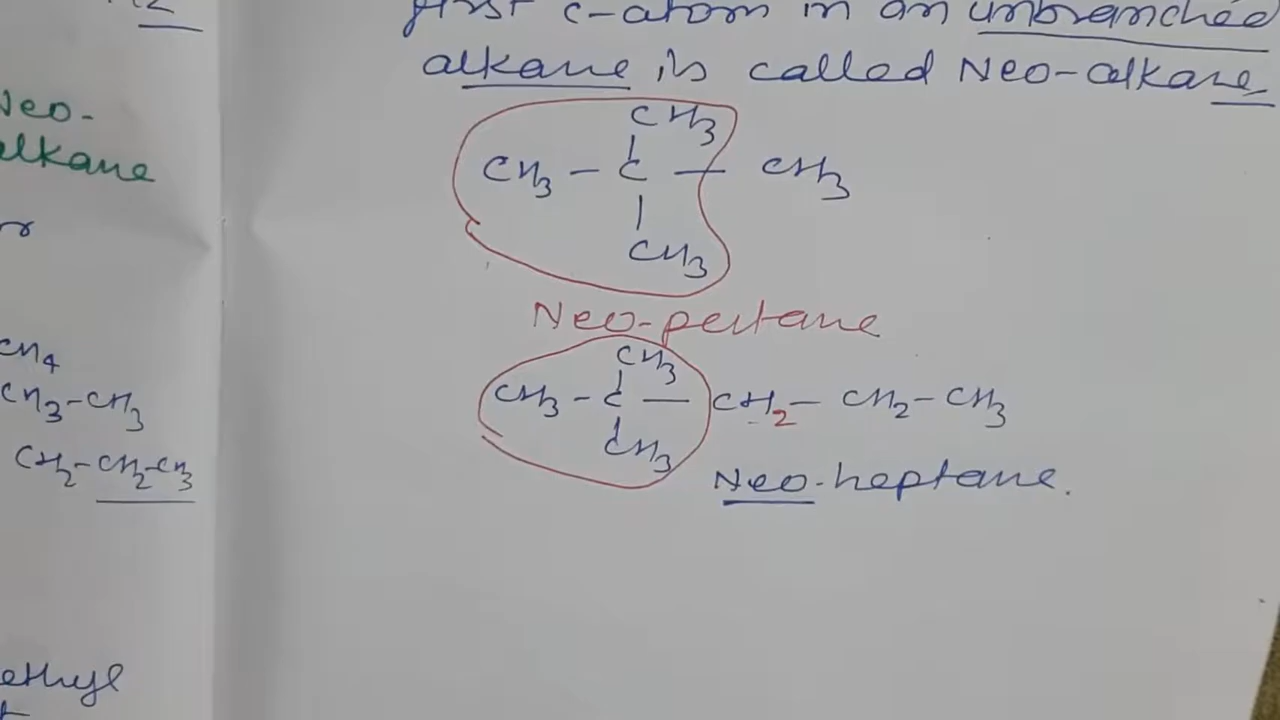 first c-atom in an unbranched
alkane is called Neo-alkane
CH3
CH3 - C - CH3
CH3
Neo-pentane
CH3
CH3 - C - CH2 - CH2 - CH3
CH3
Neo-heptane.
Neo-
alkane
or
CH4
CH3-CH3
CH2-CH2-CH3
ethyl